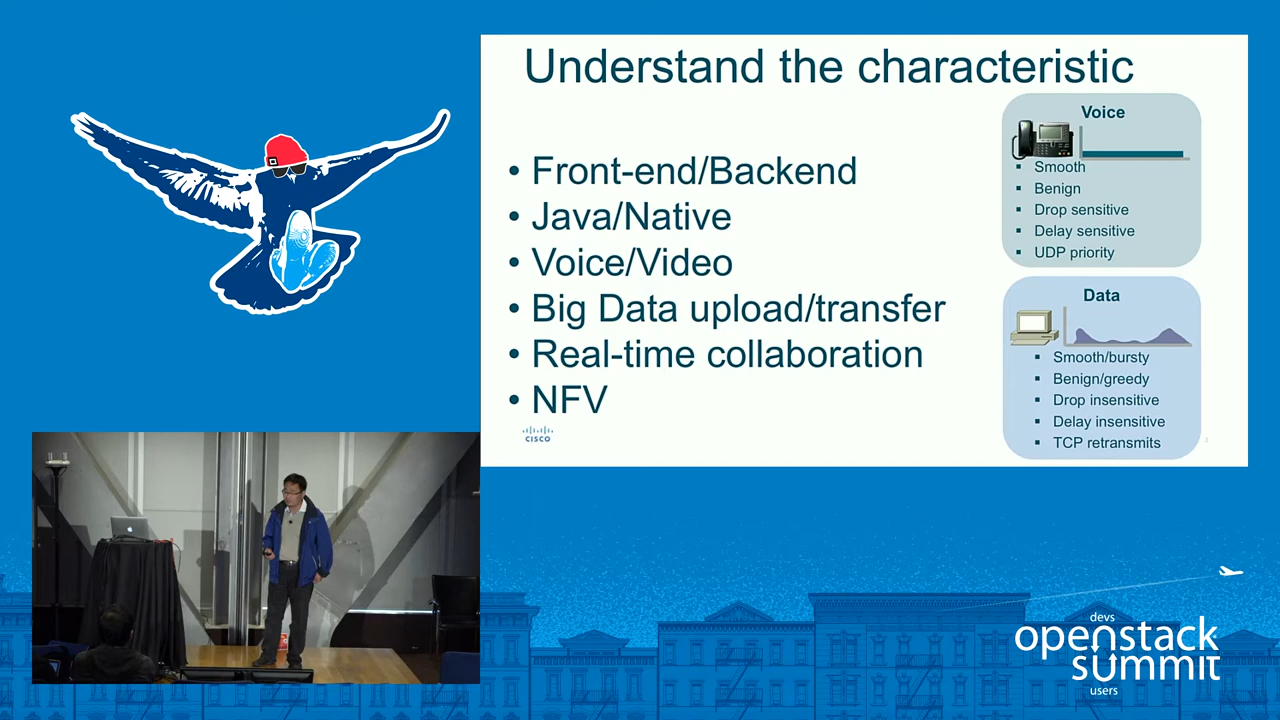 Understand the characteristic
• Front-end/Backend
• Java/Native
• Voice/Video
• Big Data upload/transfer
• Real-time collaboration
• NFV
CISCO
Voice
▪ Smooth
▪ Benign
▪ Drop sensitive
▪ Delay sensitive
▪ UDP priority
Data
▪ Smooth/bursty
▪ Benign/greedy
▪ Drop insensitive
▪ Delay insensitive
▪ TCP retransmits
devs
openstack
summit
users